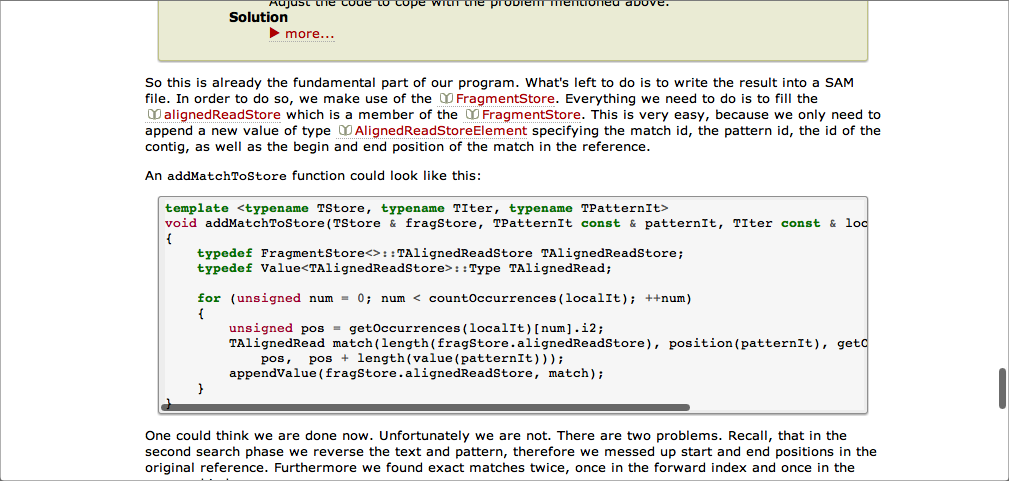 Adjust the code to cope with the problem mentioned above.
Solution
more...
So this is already the fundamental part of our program. What's left to do is to write the result into a SAM
file. In order to do so, we make use of the FragmentStore. Everything we need to do is to fill the
alignedReadStore which is a member of the FragmentStore. This is very easy, because we only need to
append a new value of type AlignedReadStoreElement specifying the match id, the pattern id, the id of the
contig, as well as the begin and end position of the match in the reference.
An addMatchToStore function could look like this:
template <typename TStore, typename TIter, typename TPatternIt>
void addMatchToStore(TStore & fragStore, TPatternIt const & patternIt, TIter const & loc
{
    typedef FragmentStore<>::TAlignedReadStore TAlignedReadStore;
    typedef Value<TAlignedReadStore>::Type TAlignedRead;
    for (unsigned num = 0; num < countOccurrences(localIt); ++num)
    {
        unsigned pos = getOccurrences(localIt)[num].i2;
        TAlignedRead match(length(fragStore.alignedReadStore), position(patternIt), getO
            pos,  pos + length(value(patternIt)));
        appendValue(fragStore.alignedReadStore, match);
    }
}
One could think we are done now. Unfortunately we are not. There are two problems. Recall, that in the
second search phase we reverse the text and pattern, therefore we messed up start and end positions in the
original reference. Furthermore we found exact matches twice, once in the forward index and once in the